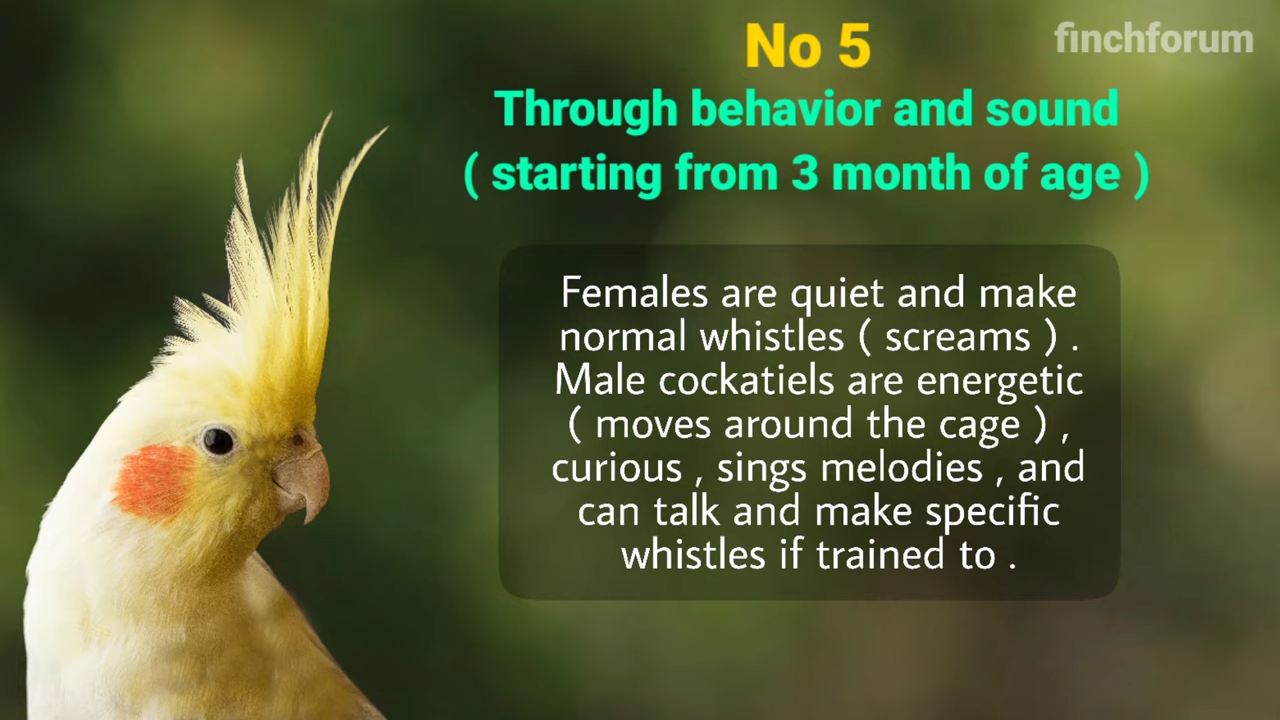 No 5
finchforum
Through behavior and sound
( starting from 3 month of age )
Females are quiet and make
normal whistles ( screams ) .
Male cockatiels are energetic
( moves around the cage ) ,
curious , sings melodies , and
can talk and make specific
whistles if trained to .